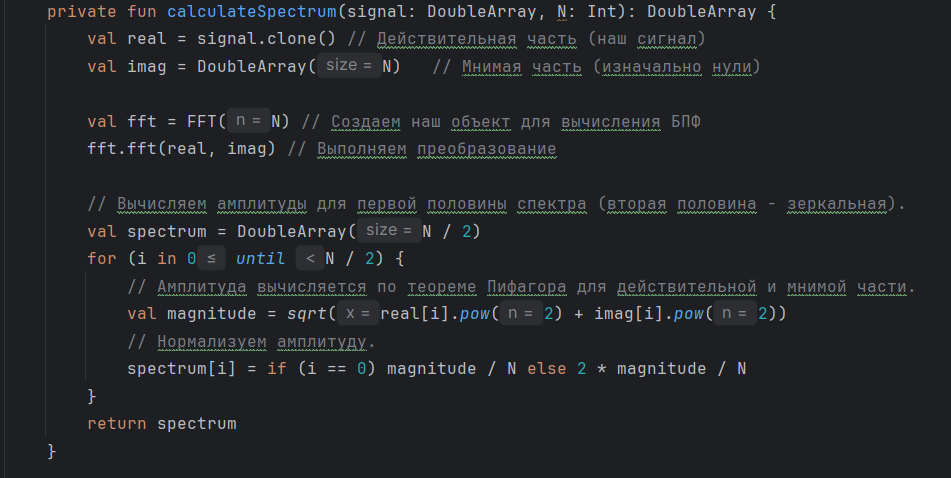 private fun calculateSpectrum(signal: DoubleArray, N: Int): DoubleArray {
val real = signal.clone() // Действительная часть (наш сигнал)
val imag = DoubleArray( size = N) // Мнимая часть (изначально нули)
val fft = FFT( n = N) // Создаем наш объект для вычисления БПФ
fft.fft(real, imag) // Выполняем преобразование
// Вычисляем амплитуды для первой половины спектра (вторая половина - зеркальная).
val spectrum = DoubleArray( size = N / 2)
for (i in 0 ≤ until < N / 2) {
// Амплитуда вычисляется по теореме Пифагора для действительной и мнимой части.
val magnitude = sqrt( x = real[i].pow( n = 2) + imag[i].pow( n = 2))
// Нормализуем амплитуду.
spectrum[i] = if (i == 0) magnitude / N else 2 * magnitude / N
}
return spectrum
}